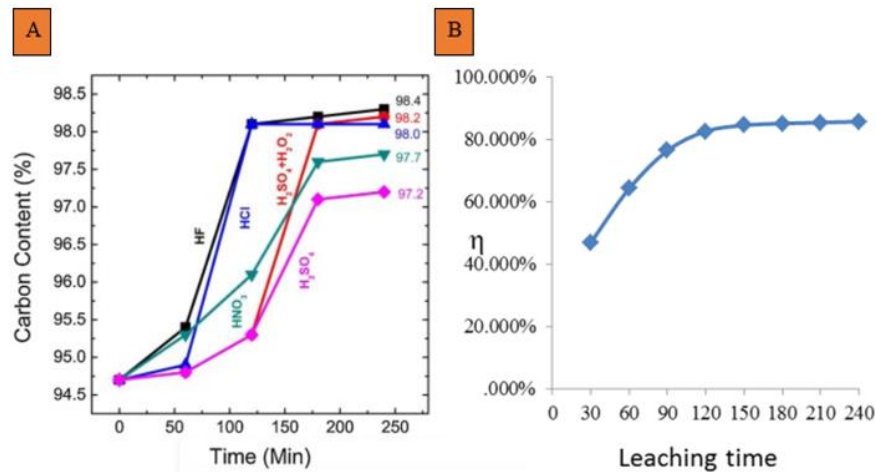 A
B
98.5
98.0
97.5
97.0
96.5
96.0
95.5
95.0
94.5
Carbon Content (%)
98.4
98.2
98.0
97.7
97.2
HF
HCl
H2SO4+H2O2
HNO3
H2SO4
0 50 100 150 200 250
Time (Min)
100.000%
80.000%
60.000%
η
40.000%
20.000%
.000%
0 30 60 90 120 150 180 210 240
Leaching time